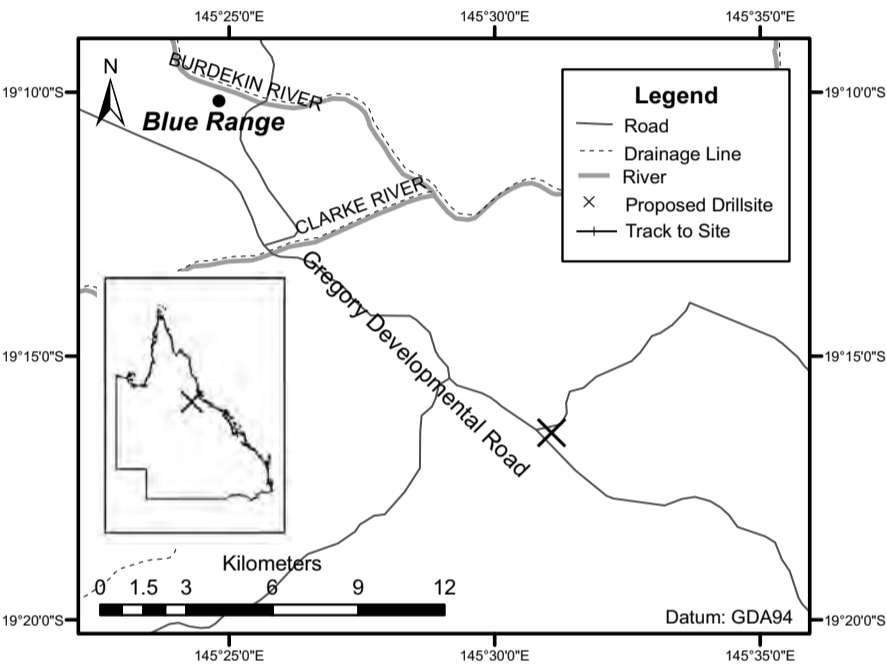 145°25'0"E 145°30'0"E 145°35'0"E
N
BURDEKIN RIVER
19°10'00"S
19°10'00"S
Blue Range
Legend
Road
Drainage Line
River
Proposed Drillsite
Track to Site
CLARKE RIVER
Gregory Developmental Road
19°15'0"S
19°15'0"S
Kilometers
0 1.5 3 6 9 12
Datum: GDA94
19°20'0"S
19°20'0"S
145°25'0"E 145°30'0"E 145°35'0"E